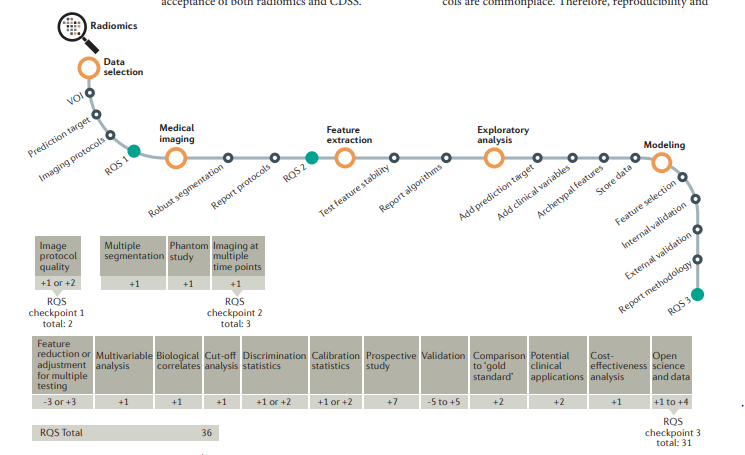 acceptance of both radiomics and CDSS.
cols are commonplace. Therefore, reproducibility and
Radiomics
Data
selection
VOI
Prediction target
Imaging protocols
RQS 1
Medical
imaging
Robust segmentation
Report protocols
RQS 2
Feature
extraction
Test feature stability
Report algorithms
Exploratory
analysis
Add prediction target
Add clinical variables
Archetypal features
Store data
Modeling
Feature selection
Internal validation
External validation
Report methodology
RQS 3
Image
protocol
quality
+1 or +2
RQS
checkpoint 1
total: 2
Multiple
segmentation
+1
Phantom
study
+1
Imaging at
multiple
time points
+1
RQS
checkpoint 2
total: 3
Feature
reduction or
adjustment
for multiple
testing
-3 or +3
Multivariable
analysis
+1
Biological
correlates
+1
Cut-off
analysis
+1
Discrimination
statistics
+1 or +2
Calibration
statistics
+1 or +2
Prospective
study
+7
Validation
-5 to +5
Comparison
to 'gold
standard'
+2
Potential
clinical
applications
+2
Cost-
effectiveness
analysis
+1
Open
science
and data
+1 to +4
RQS
checkpoint 3
total: 31
RQS Total 36